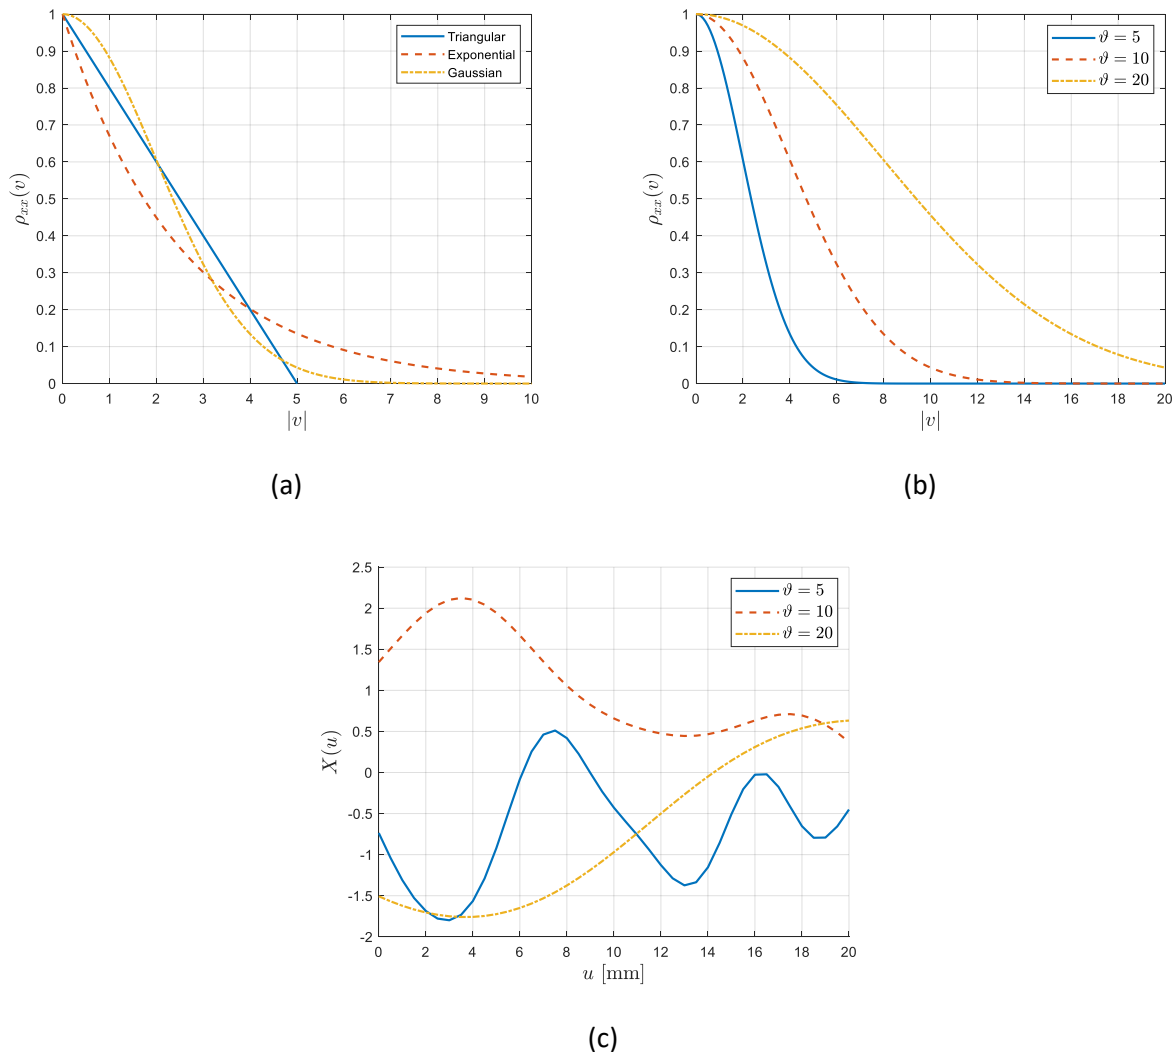 1
0.9
0.8
0.7
0.6
0.5
0.4
0.3
0.2
0.1
0
ρxx(v)
0 1 2 3 4 5 6 7 8 9 10
|v|
Triangular
Exponential
Gaussian
(a)
1
0.9
0.8
0.7
0.6
0.5
0.4
0.3
0.2
0.1
0
ρxx(v)
0 2 4 6 8 10 12 14 16 18 20
|v|
ϑ = 5
ϑ = 10
ϑ = 20
(b)
2.5
2
1.5
1
0.5
0
-0.5
-1
-1.5
-2
X(u)
0 2 4 6 8 10 12 14 16 18 20
u [mm]
ϑ = 5
ϑ = 10
ϑ = 20
(c)